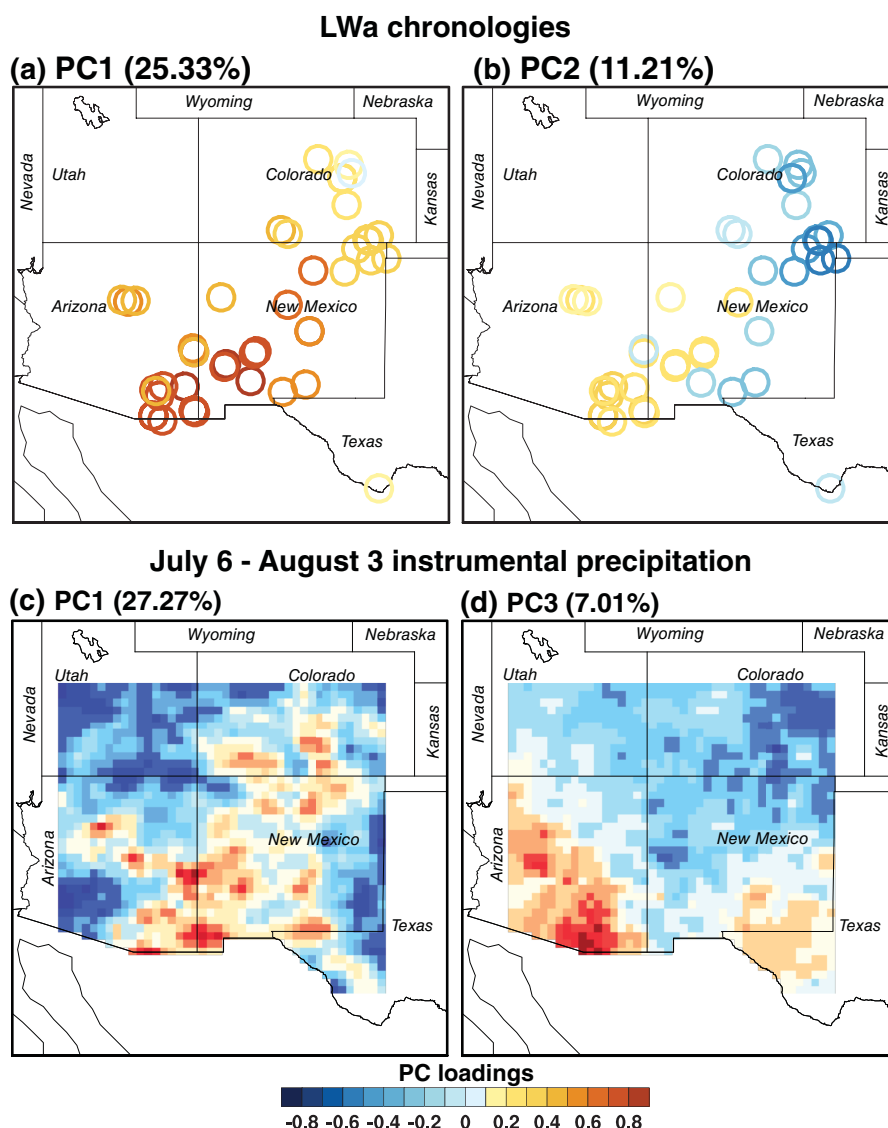 LWa chronologies
(a) PC1 (25.33%)
(b) PC2 (11.21%)
Wyoming
Nebraska
Nevada
Utah
Colorado
Kansas
Arizona
New Mexico
Texas
Wyoming
Nebraska
Nevada
Utah
Colorado
Kansas
Arizona
New Mexico
Texas
July 6 - August 3 instrumental precipitation
(c) PC1 (27.27%)
(d) PC3 (7.01%)
Wyoming
Nebraska
Nevada
Utah
Colorado
Kansas
Arizona
New Mexico
Texas
Wyoming
Nebraska
Nevada
Utah
Colorado
Kansas
Arizona
New Mexico
Texas
PC loadings
-0.8 -0.6 -0.4 -0.2 0 0.2 0.4 0.6 0.8